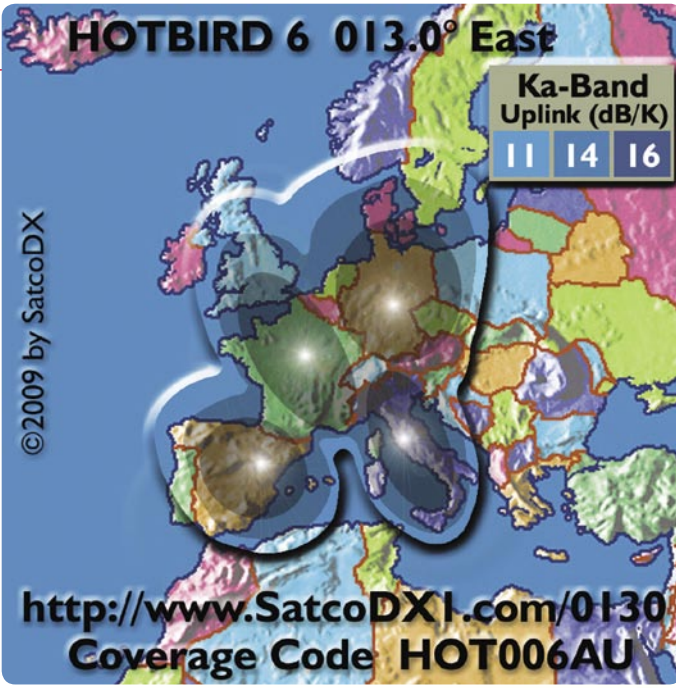 HOTBIRD 6 013.0° East
Ka-Band
Uplink (dB/K)
11 14 16
©2009 by SatcoDX
http://www.SatcoDX1.com/0130
Coverage Code HOT006AU